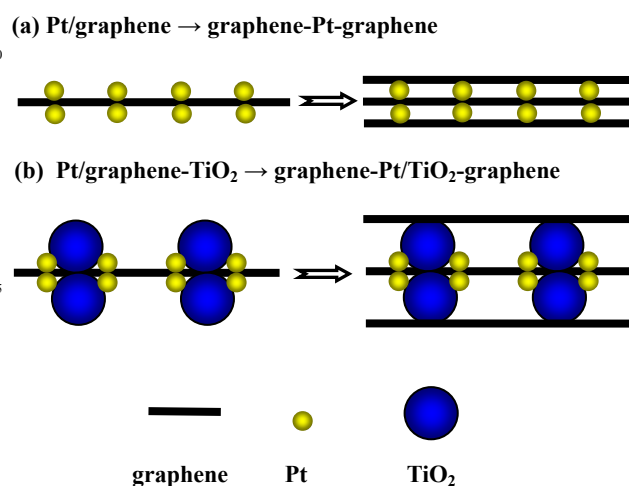 (a) Pt/graphene → graphene-Pt-graphene
(b) Pt/graphene-TiO₂ → graphene-Pt/TiO₂-graphene
graphene Pt TiO₂